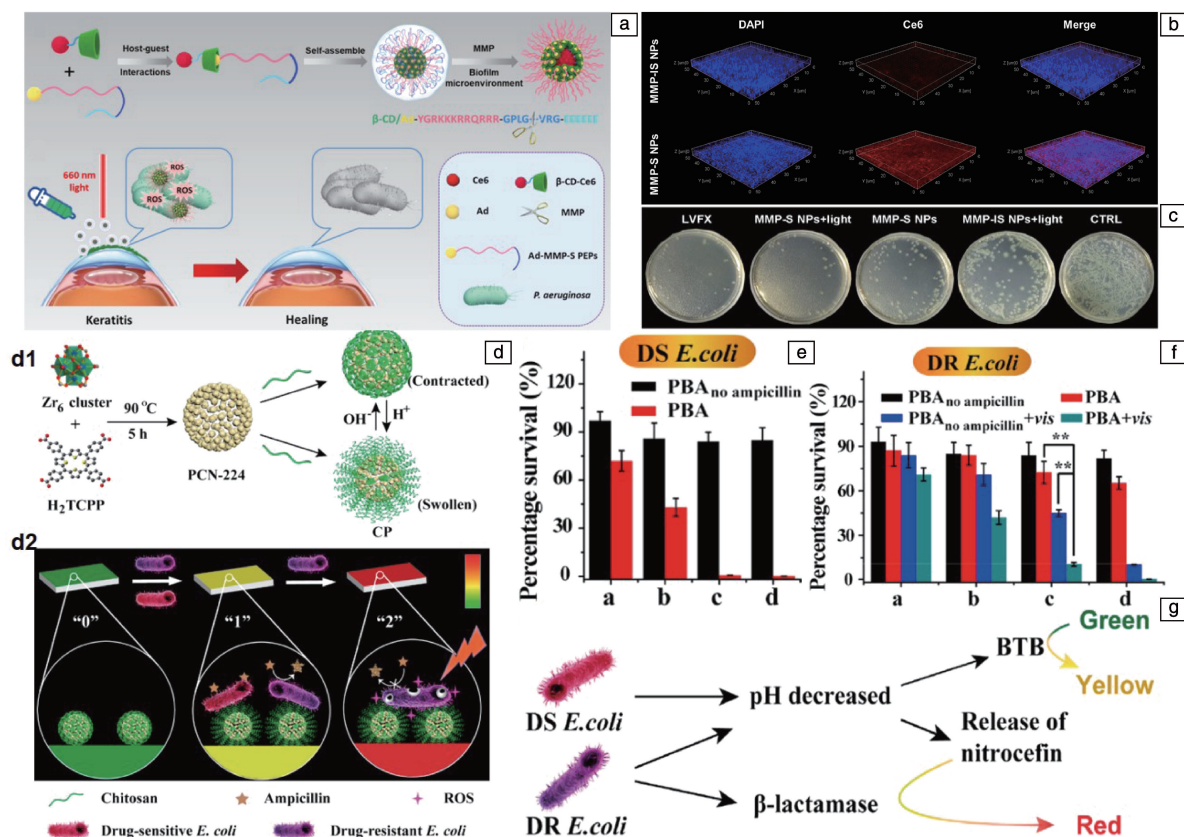 a
Host-guest
Interactions
Self-assemble
MMP
Biofilm
microenvironment
+
β-CD/
-YGRKKKRRQRRR-GPLG-VRG-EEEEEE
660 nm
light
ROS
ROS
ROS
Keratitis
Healing
Ce6
β-CD-Ce6
Ad
MMP
Ad-MMP-S PEPs
P. aeruginosa
b
DAPI
Ce6
Merge
MMP-IS NPs
MMP-S NPs
c
LVFX
MMP-S NPs+light
MMP-S NPs
MMP-IS NPs+light
CTRL
d
d1
Zr6 cluster
+
H2TCPP
90 °C
5 h
PCN-224
(Contracted)
OH-
H+
(Swollen)
CP
d2
"0"
"1"
"2"
Chitosan
Ampicillin
ROS
Drug-sensitive E. coli
Drug-resistant E. coli
e
DS E.coli
PBA no ampicillin
PBA
Percentage survival (%)
120
90
60
30
0
a
b
c
d
f
DR E.coli
PBA no ampicillin
PBA
PBA no ampicillin+vis
PBA+vis
Percentage survival (%)
120
90
60
30
0
**
**
a
b
c
d
g
DS E.coli
DR E.coli
pH decreased
β-lactamase
BTB
Green
Yellow
Release of
nitrocefin
Red